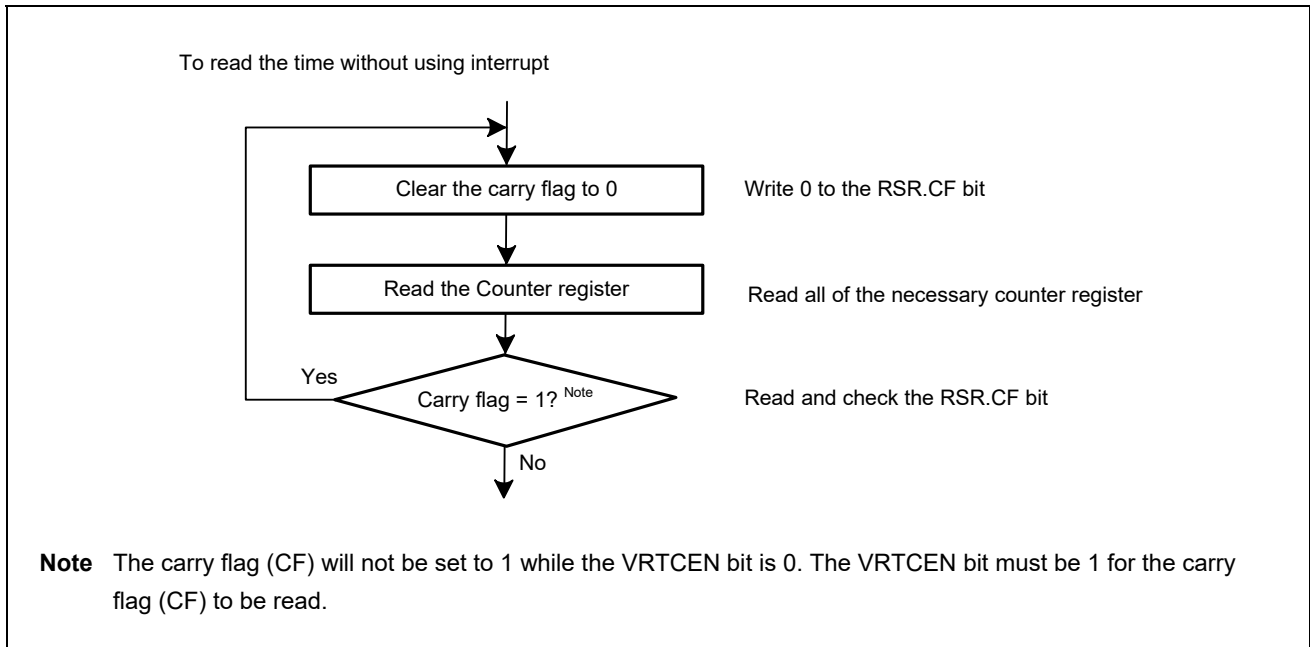 To read the time without using interrupt
Clear the carry flag to 0
Write 0 to the RSR.CF bit
Read the Counter register
Read all of the necessary counter register
Yes
Carry flag = 1? Note
Read and check the RSR.CF bit
No
Note The carry flag (CF) will not be set to 1 while the VRTCEN bit is 0. The VRTCEN bit must be 1 for the carry
flag (CF) to be read.